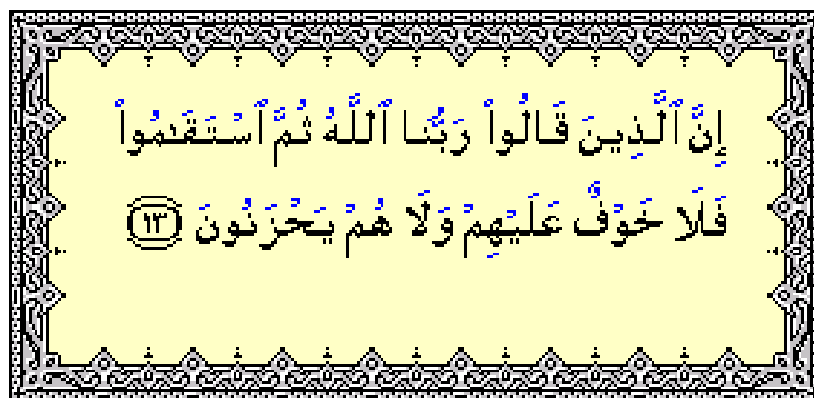 إِنَّ ٱلَّذِينَ قَالُوا۟ رَبُّنَا ٱللَّهُ ثُمَّ ٱسْتَقَـٰمُوا۟
فَلَا خَوْفٌ عَلَيْهِمْ وَلَا هُمْ يَحْزَنُونَ ١٣